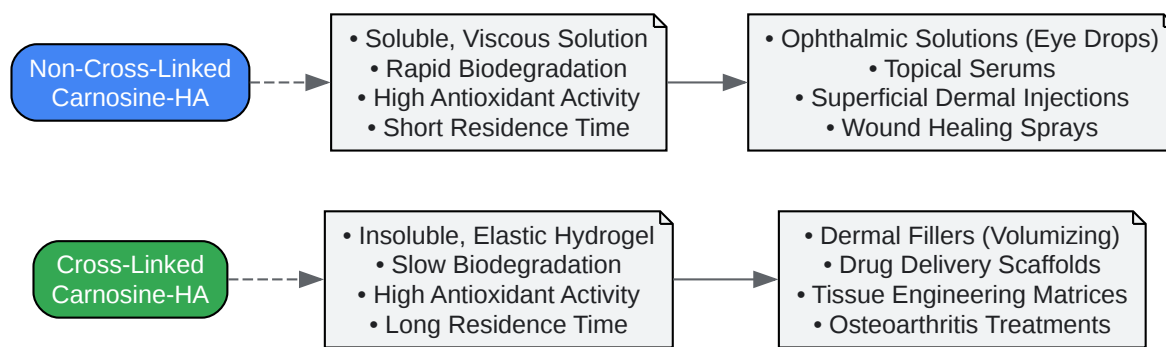 Non-Cross-Linked
Carnosine-HA
• Soluble, Viscous Solution
• Rapid Biodegradation
• High Antioxidant Activity
• Short Residence Time
• Ophthalmic Solutions (Eye Drops)
• Topical Serums
• Superficial Dermal Injections
• Wound Healing Sprays
Cross-Linked
Carnosine-HA
• Insoluble, Elastic Hydrogel
• Slow Biodegradation
• High Antioxidant Activity
• Long Residence Time
• Dermal Fillers (Volumizing)
• Drug Delivery Scaffolds
• Tissue Engineering Matrices
• Osteoarthritis Treatments